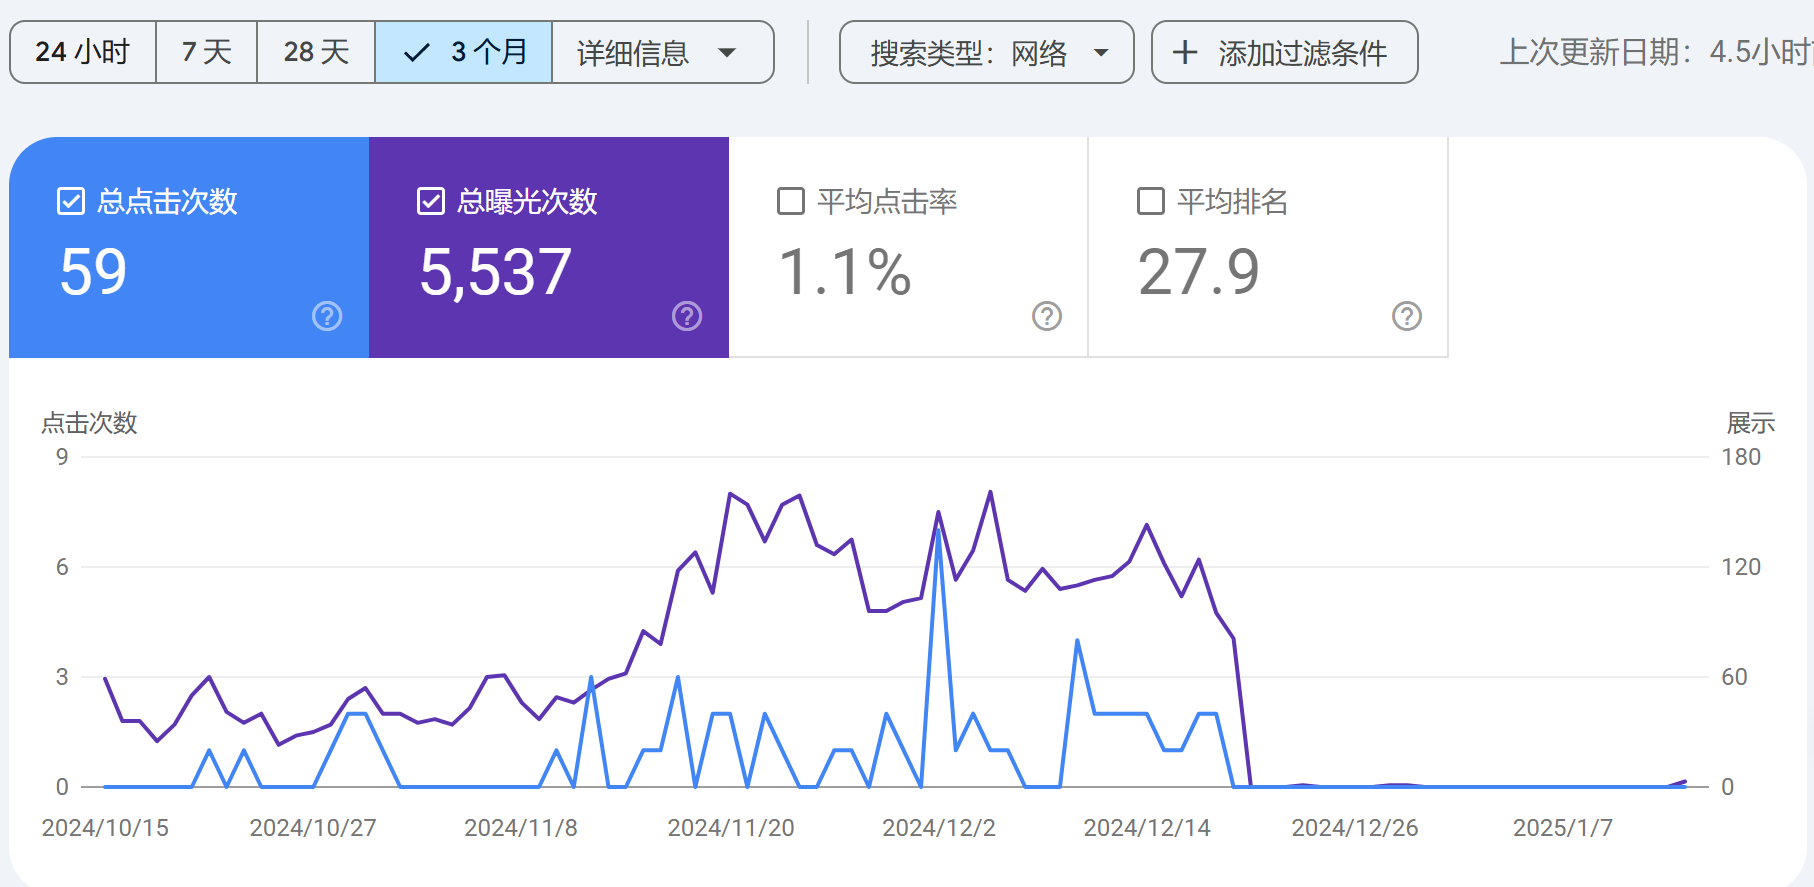 24 小时 7 天 28 天 3 个月 详细信息 搜索类型：网络 添加过滤条件 上次更新日期：4.5小时
总点击次数 总曝光次数 平均点击率 平均排名
59 5,537 1.1% 27.9
点击次数 展示
9 180
6 120
3 60
0 0
2024/10/15 2024/10/27 2024/11/8 2024/11/20 2024/12/2 2024/12/14 2024/12/26 2025/1/7